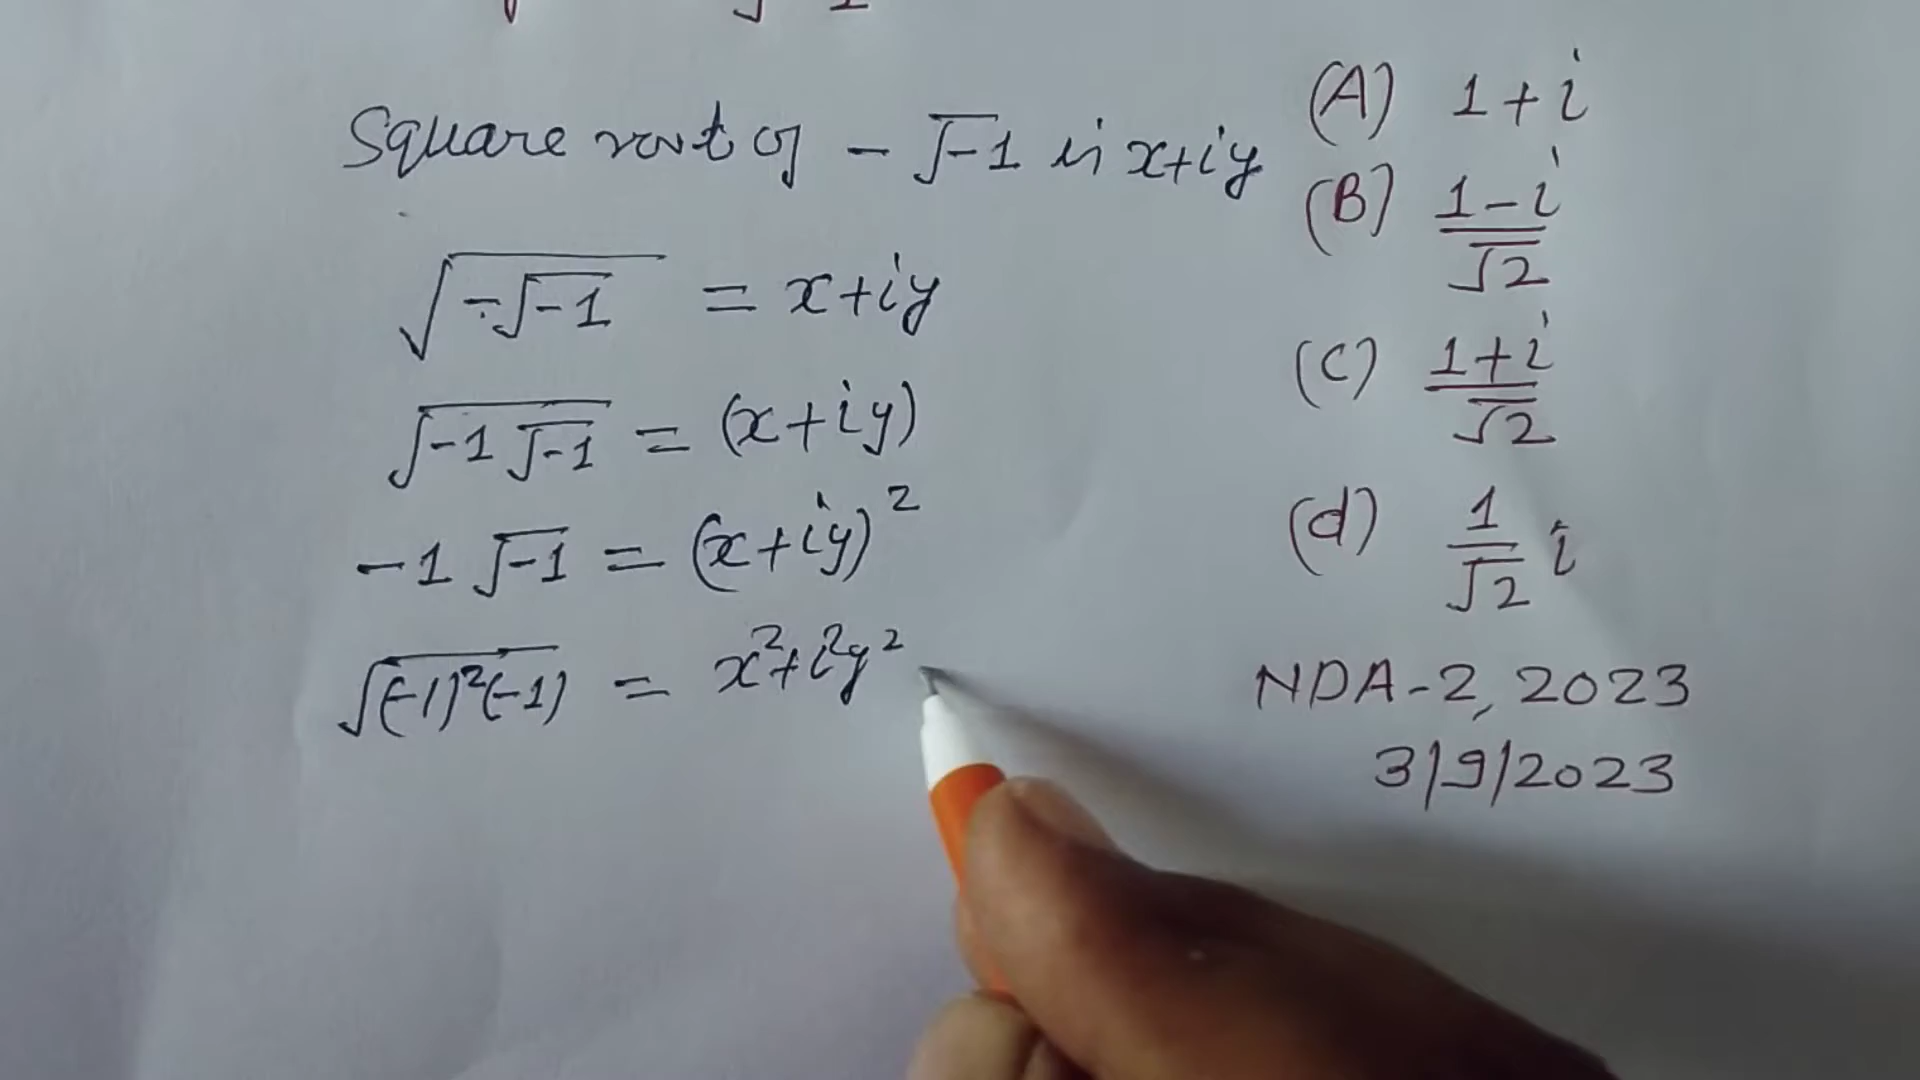 Square root of -√-1 is x+iy
√(-√-1) = x+iy
√(-1√-1) = (x+iy)
-1√-1 = (x+iy)²
√((-1)²(-1)) = x²+i²y²
(A) 1+i
(B) (1-i)/√2
(C) (1+i)/√2
(d) 1/√2 i
NDA-2, 2023
3/9/2023